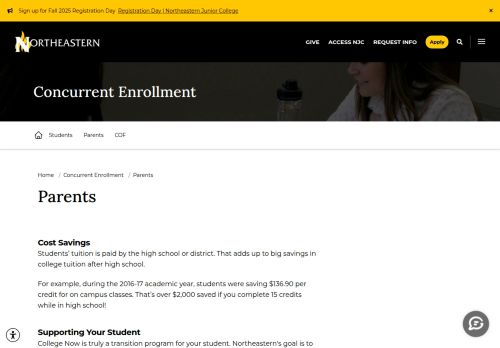 Sign up for Fall 2025 Registration Day Registration Day | Northeastern Junior College ×
NORTHEASTERN GIVE ACCESS NJC REQUEST INFO Apply
Concurrent Enrollment
Students Parents COF
Home / Concurrent Enrollment / Parents
Parents
Cost Savings
Students' tuition is paid by the high school or district. That adds up to big savings in
college tuition after high school.
For example, during the 2016-17 academic year, students were saving $136.90 per
credit for on campus classes. That's over $2,000 saved if you complete 15 credits
while in high school!
Supporting Your Student
College Now is truly a transition program for your student. Northeastern's goal is to